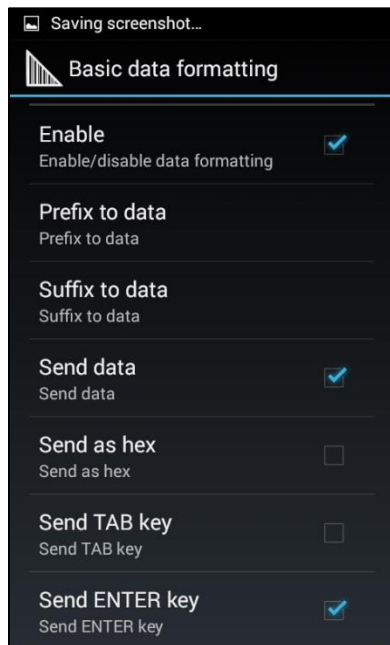 Saving screenshot...
Basic data formatting
Enable
Enable/disable data formatting
Prefix to data
Prefix to data
Suffix to data
Suffix to data
Send data
Send data
Send as hex
Send as hex
Send TAB key
Send TAB key
Send ENTER key
Send ENTER key